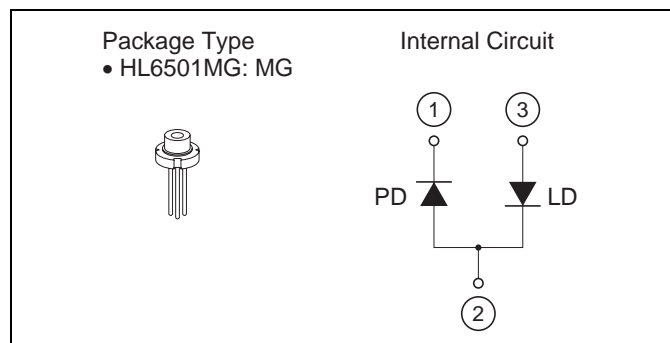 Package Type
• HL6501MG: MG
Internal Circuit
1
3
PD
LD
2